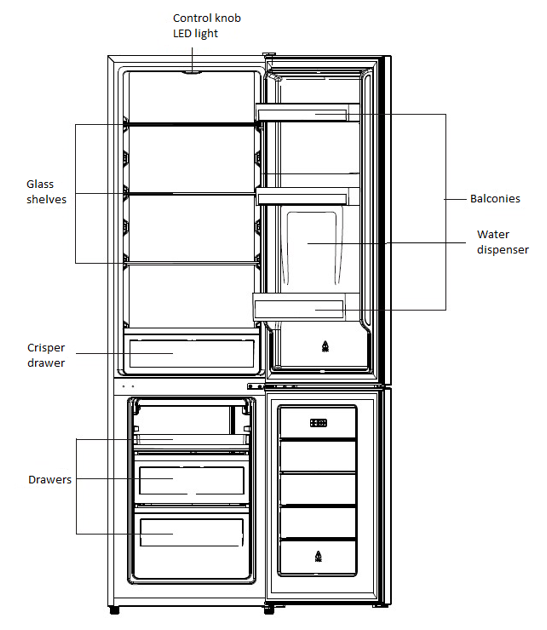 Control knob
LED light
Glass
shelves
Balconies
Water
dispenser
Crisper
drawer
Drawers